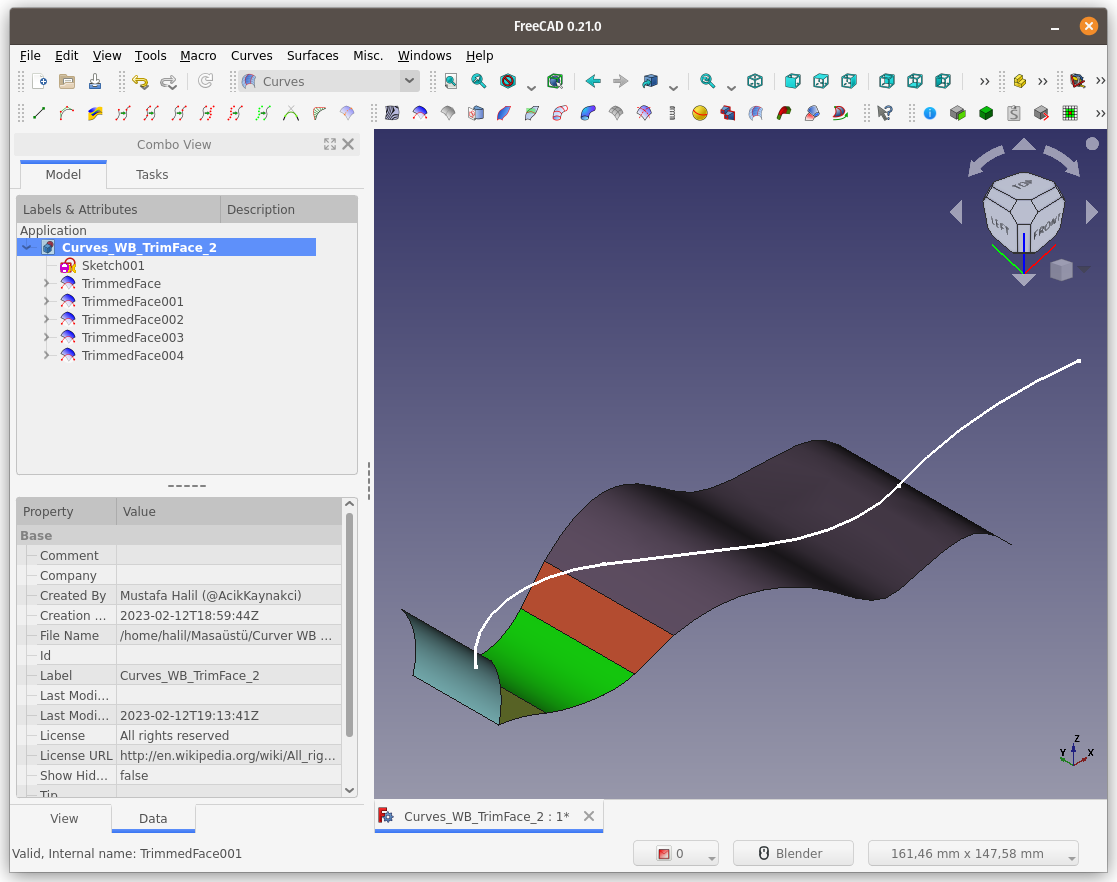 FreeCAD 0.21.0
File Edit View Tools Macro Curves Surfaces Misc. Windows Help
Curves
Combo View
Model Tasks
Labels & Attributes Description
Application
Curves_WB_TrimFace_2
Sketch001
TrimmedFace
TrimmedFace001
TrimmedFace002
TrimmedFace003
TrimmedFace004
Property Value
Base
Comment
Company
Created By Mustafa Halil (@AcikKaynakci)
Creation ... 2023-02-12T18:59:44Z
File Name /home/halil/Masaüstü/Curver WB ...
Id
Label Curves_WB_TrimFace_2
Last Modi...
Last Modi... 2023-02-12T19:13:41Z
License All rights reserved
License URL http://en.wikipedia.org/wiki/All_rig...
Show Hid... false
Tip
View Data
TOP
LEFT
FRONT
Z
Y X
Curves_WB_TrimFace_2 : 1*
Valid, Internal name: TrimmedFace001
0
Blender
161,46 mm x 147,58 mm